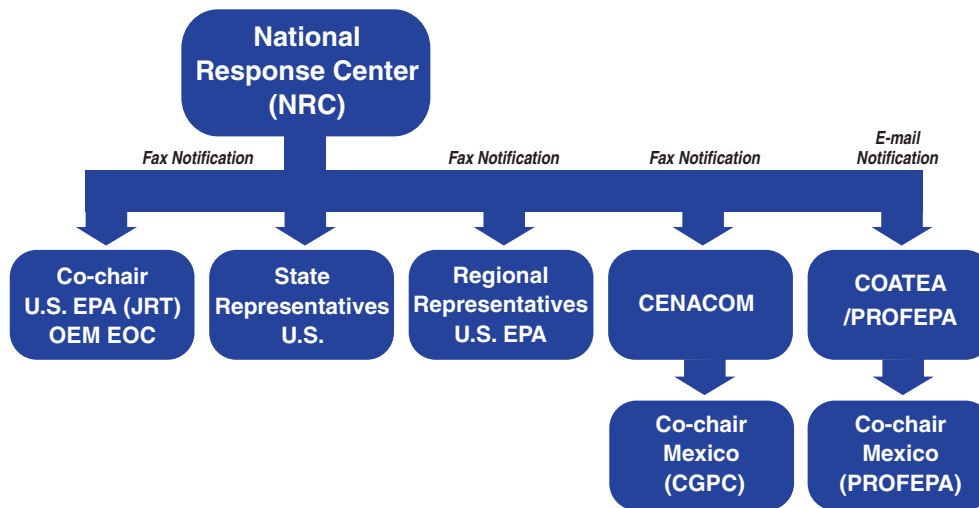 National
Response Center
(NRC)
Fax Notification
Fax Notification
Fax Notification
E-mail
Notification
Co-chair
U.S. EPA (JRT)
OEM EOC
State
Representatives
U.S.
Regional
Representatives
U.S. EPA
CENACOM
COATEA
/PROFEPA
Co-chair
Mexico
(CGPC)
Co-chair
Mexico
(PROFEPA)